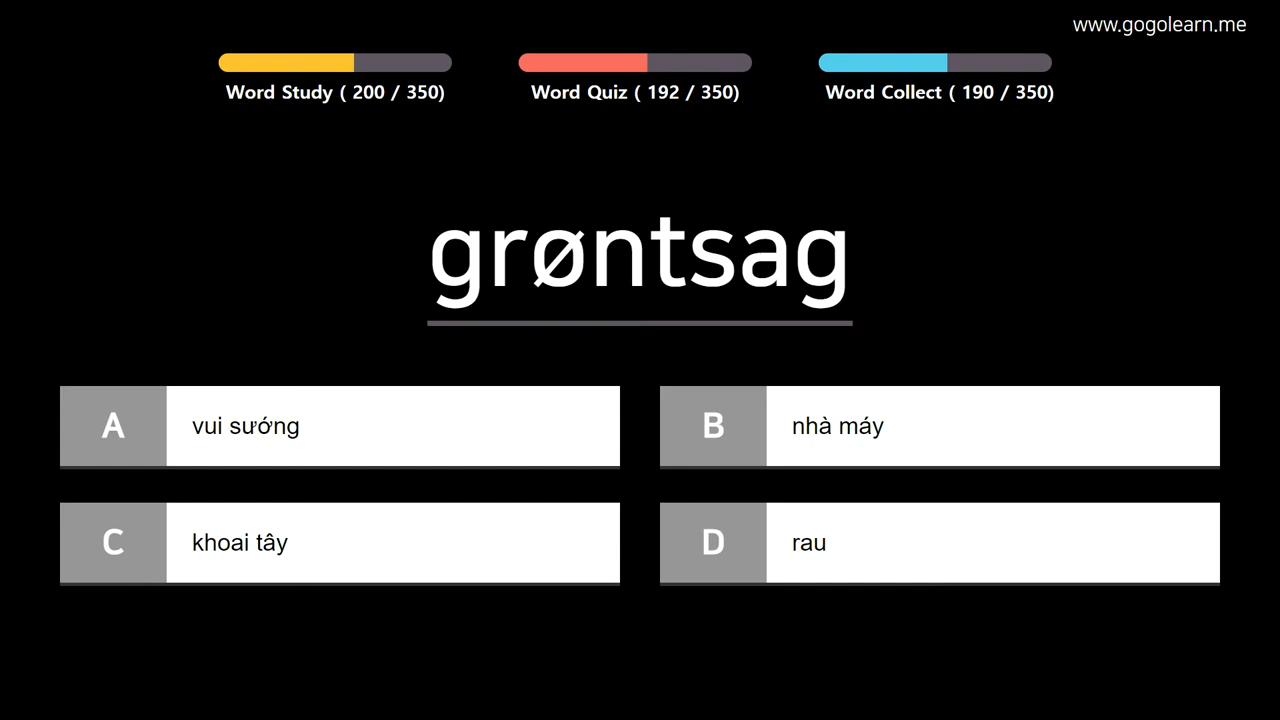 www.gogolearn.me
Word Study ( 200 / 350)
Word Quiz ( 192 / 350)
Word Collect ( 190 / 350)
grøntsag
A vui sướng
B nhà máy
C khoai tây
D rau